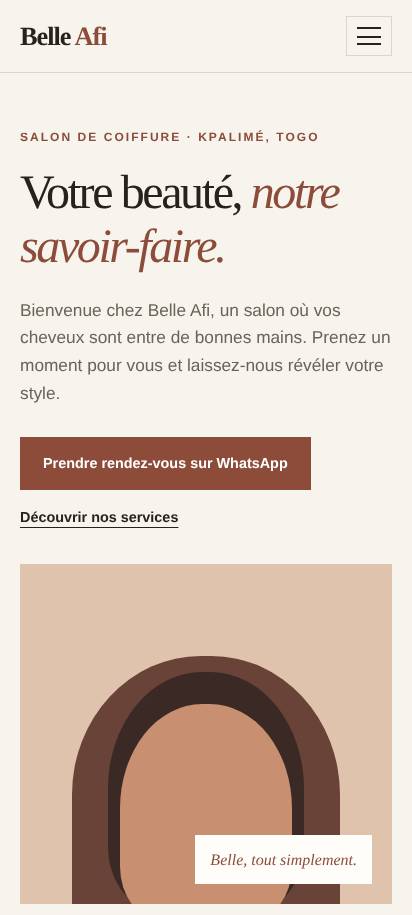 Belle Afi
SALON DE COIFFURE · KPALIMÉ, TOGO
Votre beauté, notre
savoir-faire.
Bienvenue chez Belle Afi, un salon où vos
cheveux sont entre de bonnes mains. Prenez un
moment pour vous et laissez-nous révéler votre
style.
Prendre rendez-vous sur WhatsApp
Découvrir nos services
Belle, tout simplement.